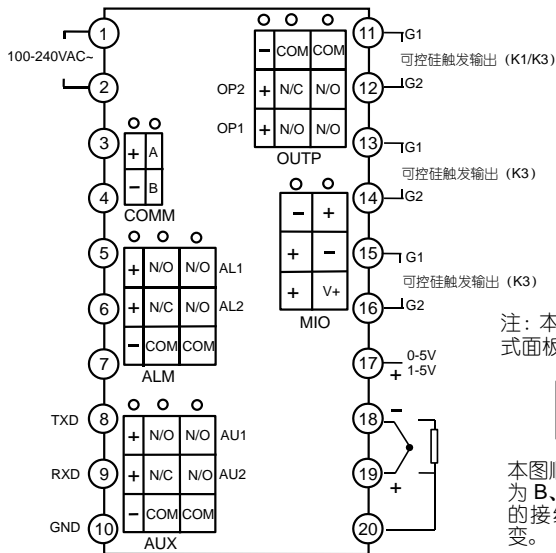 1
11
G1
100-240VAC~
可控硅触发输出 (K1/K3)
2
12
G2
- COM COM
OP2 + N/C N/O
OP1 + N/O N/O
OUTP
3
13
G1
+ A
- B
COMM
可控硅触发输出 (K3)
4
14
G2
- +
+ -
+ V+
MIO
5
15
G1
+ N/O N/O AL1
+ N/C N/O AL2
- COM COM
ALM
可控硅触发输出 (K3)
6
16
G2
注: 本
式面板
7
17
0-5V
+ 1-5V
TXD 8
18 -
+ N/O N/O AU1
+ N/C N/O AU2
- COM COM
AUX
RXD 9
19 +
GND 10
20
为 B、
的接线
变。